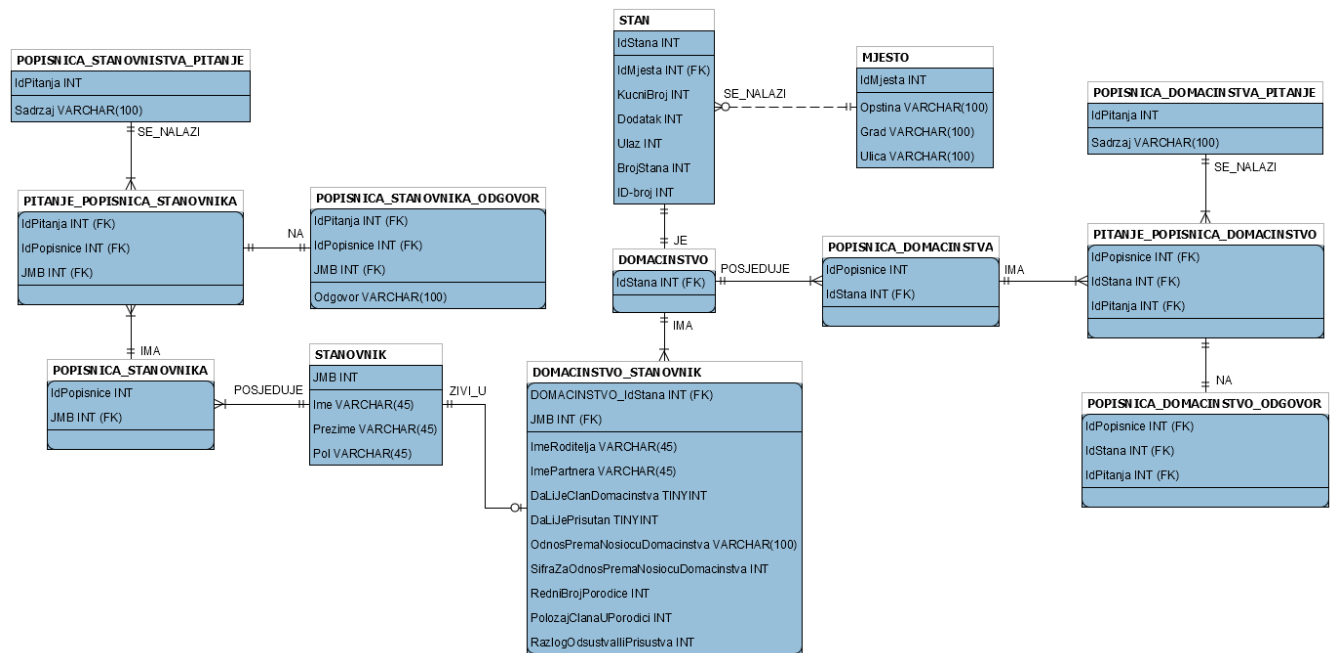 POPISNICA_STANOVNISTVA_PITANJE
IdPitanja INT
Sadrzaj VARCHAR(100)
SE_NALAZI
PITANJE_POPISNICA_STANOVNIKA
IdPitanja INT (FK)
IdPopisnice INT (FK)
JMB INT (FK)
NA
POPISNICA_STANOVNIKA_ODGOVOR
IdPitanja INT (FK)
IdPopisnice INT (FK)
JMB INT (FK)
Odgovor VARCHAR(100)
IMA
POPISNICA_STANOVNIKA
IdPopisnice INT
JMB INT (FK)
POSJEDUJE
STANOVNIK
JMB INT
Ime VARCHAR(45)
Prezime VARCHAR(45)
Pol VARCHAR(45)
ZIVI_U
STAN
IdStana INT
IdMjesta INT (FK)
KucniBroj INT
Dodatak INT
Ulaz INT
BrojStana INT
ID-broj INT
SE_NALAZI
MJESTO
IdMjesta INT
Opstina VARCHAR(100)
Grad VARCHAR(100)
Ulica VARCHAR(100)
JE
DOMACINSTVO
IdStana INT (FK)
POSJEDUJE
POPISNICA_DOMACINSTVA
IdPopisnice INT
IdStana INT (FK)
IMA
IMA
DOMACINSTVO_STANOVNIK
DOMACINSTVO_IdStana INT (FK)
JMB INT (FK)
ImeRoditelja VARCHAR(45)
ImePartnera VARCHAR(45)
DaLiJeClanDomacinstva TINYINT
DaLiJePrisutan TINYINT
OdnosPremaNosiocuDomacinstva VARCHAR(100)
SifraZaOdnosPremaNosiocuDomacinstva INT
RedniBrojPorodice INT
PolozajClanaUPorodici INT
RazlogOdsustvaIliPrisustva INT
POPISNICA_DOMACINSTVA_PITANJE
IdPitanja INT
Sadrzaj VARCHAR(100)
SE_NALAZI
PITANJE_POPISNICA_DOMACINSTVO
IdPopisnice INT (FK)
IdStana INT (FK)
IdPitanja INT (FK)
NA
POPISNICA_DOMACINSTVO_ODGOVOR
IdPopisnice INT (FK)
IdStana INT (FK)
IdPitanja INT (FK)